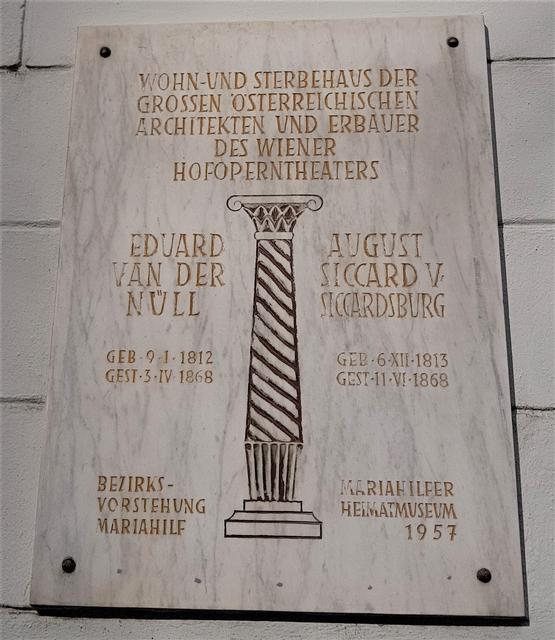 WOHN-UND STERBEHAUS DER
GROSSEN ÖSTERREICHISCHEN
ARCHITEKTEN UND ERBAUER
DES WIENER
HOFOPERNTHEATERS
EDUARD
VAN DER
NÜLL
GEB·9·I·1812
GEST·3·IV·1868
AUGUST
SICCARD V·
SICCARDSBURG
GEB·6·XII·1813
GEST·11·VI·1868
BEZIRKS-
VORSTEHUNG
MARIAHILF
MARIAHILFER
HEIMATMUSEUM
1957